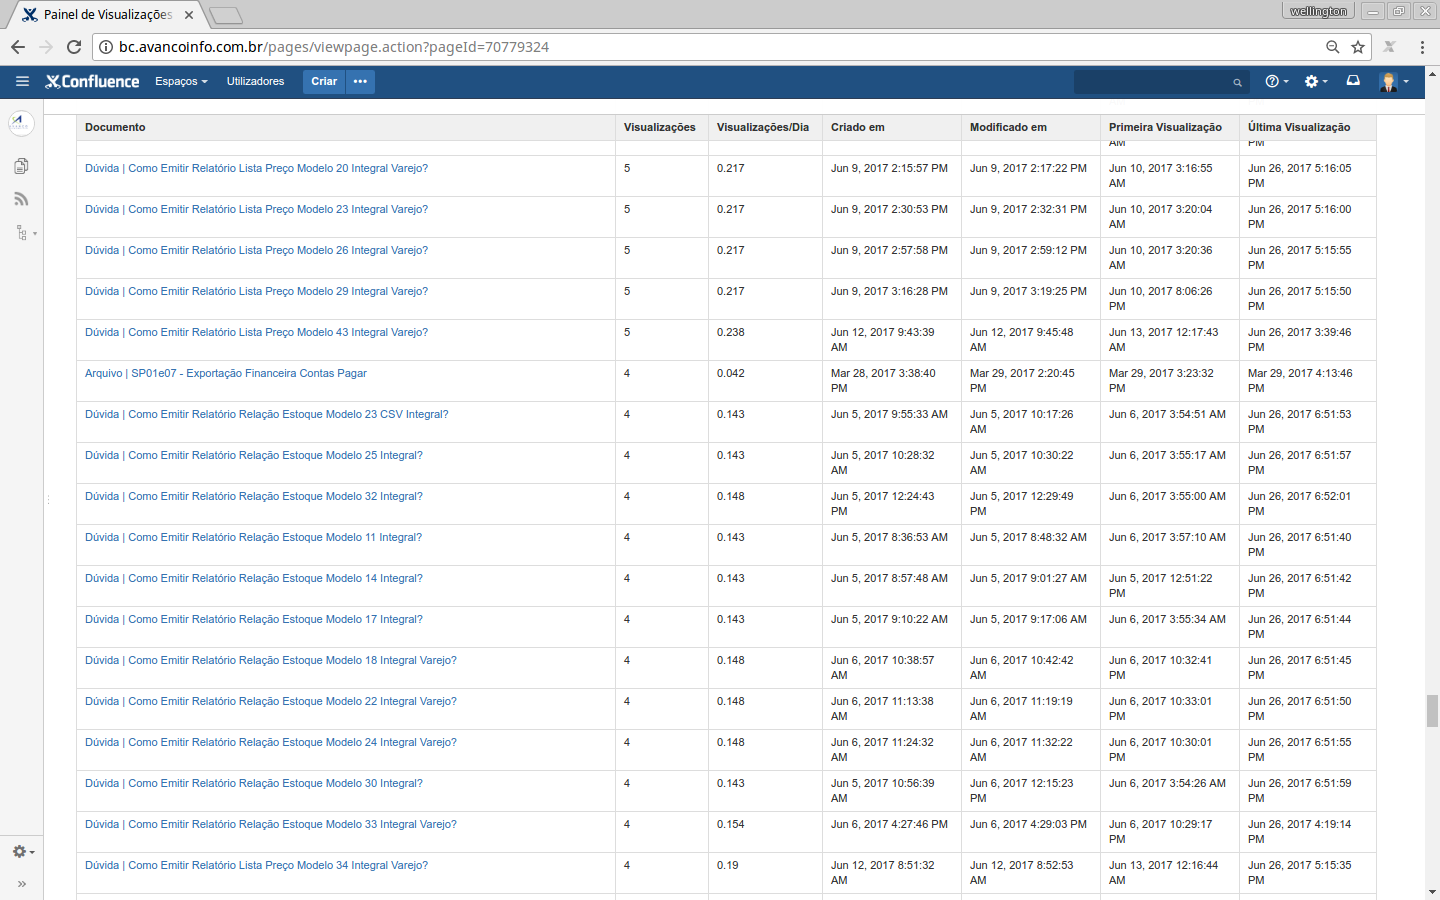 Painel de Visualizações
wellington
bc.avancoinfo.com.br/pages/viewpage.action?pageId=70779324
Confluence Espaços Utilizadores Criar
Documento Visualizações Visualizações/Dia Criado em Modificado em Primeira Visualização Última Visualização
AM PM
Dúvida | Como Emitir Relatório Lista Preço Modelo 20 Integral Varejo? 5 0.217 Jun 9, 2017 2:15:57 PM Jun 9, 2017 2:17:22 PM Jun 10, 2017 3:16:55 Jun 26, 2017 5:16:05
AM PM
Dúvida | Como Emitir Relatório Lista Preço Modelo 23 Integral Varejo? 5 0.217 Jun 9, 2017 2:30:53 PM Jun 9, 2017 2:32:31 PM Jun 10, 2017 3:20:04 Jun 26, 2017 5:16:00
AM PM
Dúvida | Como Emitir Relatório Lista Preço Modelo 26 Integral Varejo? 5 0.217 Jun 9, 2017 2:57:58 PM Jun 9, 2017 2:59:12 PM Jun 10, 2017 3:20:36 Jun 26, 2017 5:15:55
AM PM
Dúvida | Como Emitir Relatório Lista Preço Modelo 29 Integral Varejo? 5 0.217 Jun 9, 2017 3:16:28 PM Jun 9, 2017 3:19:25 PM Jun 10, 2017 8:06:26 Jun 26, 2017 5:15:50
PM PM
Dúvida | Como Emitir Relatório Lista Preço Modelo 43 Integral Varejo? 5 0.238 Jun 12, 2017 9:43:39 Jun 12, 2017 9:45:48 Jun 13, 2017 12:17:43 Jun 26, 2017 3:39:46
AM AM AM PM
Arquivo | SP01e07 - Exportação Financeira Contas Pagar 4 0.042 Mar 28, 2017 3:38:40 Mar 29, 2017 2:20:45 Mar 29, 2017 3:23:32 Mar 29, 2017 4:13:46
PM PM PM PM
Dúvida | Como Emitir Relatório Relação Estoque Modelo 23 CSV Integral? 4 0.143 Jun 5, 2017 9:55:33 AM Jun 5, 2017 10:17:26 Jun 6, 2017 3:54:51 AM Jun 26, 2017 6:51:53
AM PM
Dúvida | Como Emitir Relatório Relação Estoque Modelo 25 Integral? 4 0.143 Jun 5, 2017 10:28:32 Jun 5, 2017 10:30:22 Jun 6, 2017 3:55:17 AM Jun 26, 2017 6:51:57
AM AM PM
Dúvida | Como Emitir Relatório Relação Estoque Modelo 32 Integral? 4 0.148 Jun 5, 2017 12:24:43 Jun 5, 2017 12:29:49 Jun 6, 2017 3:55:00 AM Jun 26, 2017 6:52:01
PM PM PM
Dúvida | Como Emitir Relatório Relação Estoque Modelo 11 Integral? 4 0.143 Jun 5, 2017 8:36:53 AM Jun 5, 2017 8:48:32 AM Jun 6, 2017 3:57:10 AM Jun 26, 2017 6:51:40
PM
Dúvida | Como Emitir Relatório Relação Estoque Modelo 14 Integral? 4 0.143 Jun 5, 2017 8:57:48 AM Jun 5, 2017 9:01:27 AM Jun 5, 2017 12:51:22 Jun 26, 2017 6:51:42
PM PM
Dúvida | Como Emitir Relatório Relação Estoque Modelo 17 Integral? 4 0.143 Jun 5, 2017 9:10:22 AM Jun 5, 2017 9:17:06 AM Jun 6, 2017 3:55:34 AM Jun 26, 2017 6:51:44
PM
Dúvida | Como Emitir Relatório Relação Estoque Modelo 18 Integral Varejo? 4 0.148 Jun 6, 2017 10:38:57 Jun 6, 2017 10:42:42 Jun 6, 2017 10:32:41 Jun 26, 2017 6:51:45
AM AM PM PM
Dúvida | Como Emitir Relatório Relação Estoque Modelo 22 Integral Varejo? 4 0.148 Jun 6, 2017 11:13:38 Jun 6, 2017 11:19:19 Jun 6, 2017 10:33:01 Jun 26, 2017 6:51:50
AM AM PM PM
Dúvida | Como Emitir Relatório Relação Estoque Modelo 24 Integral Varejo? 4 0.148 Jun 6, 2017 11:24:32 Jun 6, 2017 11:32:22 Jun 6, 2017 10:30:01 Jun 26, 2017 6:51:55
AM AM PM PM
Dúvida | Como Emitir Relatório Relação Estoque Modelo 30 Integral? 4 0.143 Jun 5, 2017 10:56:39 Jun 6, 2017 12:15:23 Jun 6, 2017 3:54:26 AM Jun 26, 2017 6:51:59
AM PM PM
Dúvida | Como Emitir Relatório Relação Estoque Modelo 33 Integral Varejo? 4 0.154 Jun 6, 2017 4:27:46 PM Jun 6, 2017 4:29:03 PM Jun 6, 2017 10:29:17 Jun 26, 2017 4:19:14
PM PM
Dúvida | Como Emitir Relatório Lista Preço Modelo 34 Integral Varejo? 4 0.19 Jun 12, 2017 8:51:32 Jun 12, 2017 8:52:53 Jun 13, 2017 12:16:44 Jun 26, 2017 5:15:35
AM AM AM PM